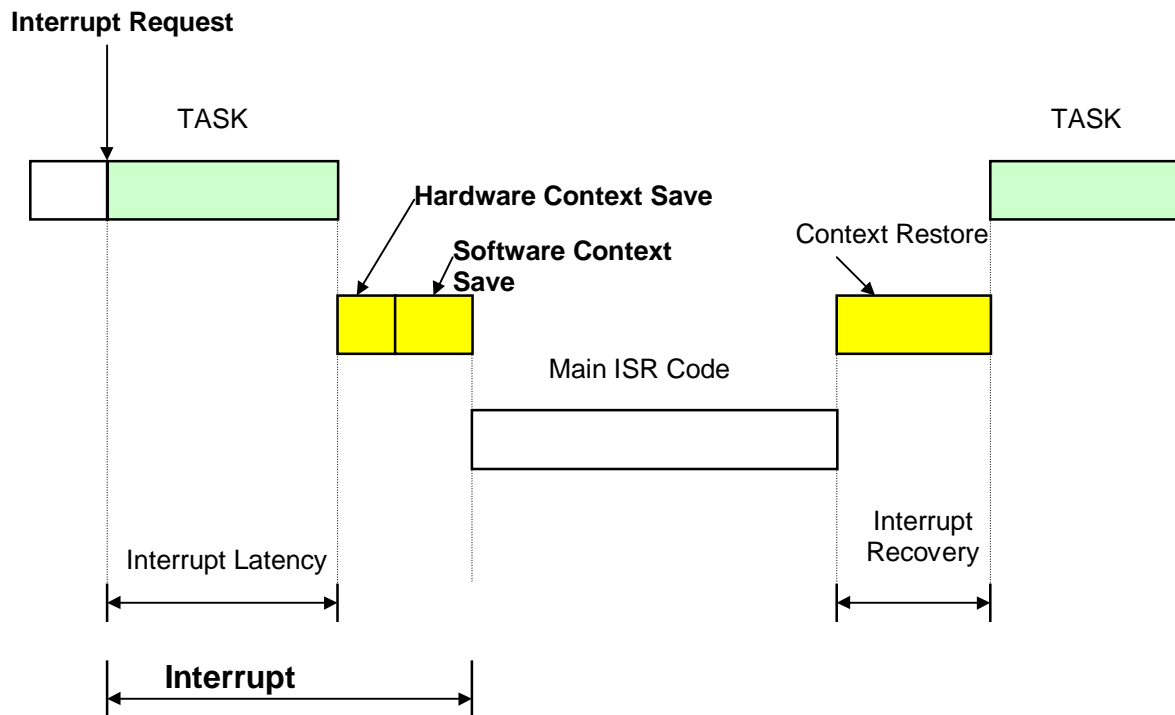 Interrupt Request
TASK
TASK
Hardware Context Save
Software Context
Save
Context Restore
Main ISR Code
Interrupt
Recovery
Interrupt Latency
Interrupt